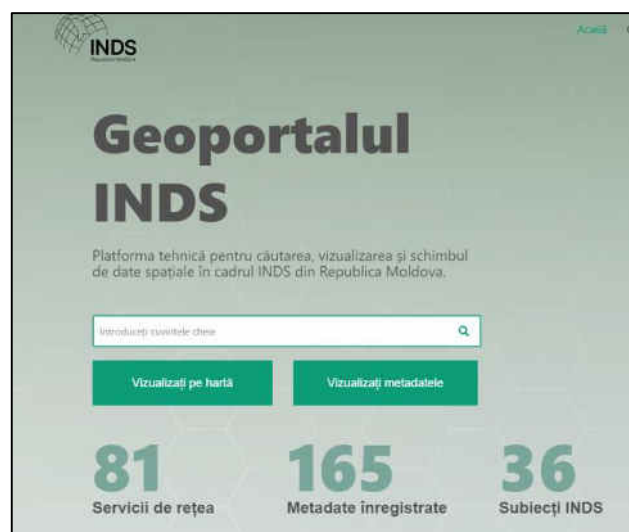 INDS
Republica Moldova
Acasă
Geoportalul
INDS
Platforma tehnică pentru căutarea, vizualizarea și schimbul
de date spațiale în cadrul INDS din Republica Moldova.
Introduceți cuvintele cheie
Vizualizați pe hartă Vizualizați metadatele
81 165 36
Servicii de rețea Metadate înregistrate Subiecți INDS